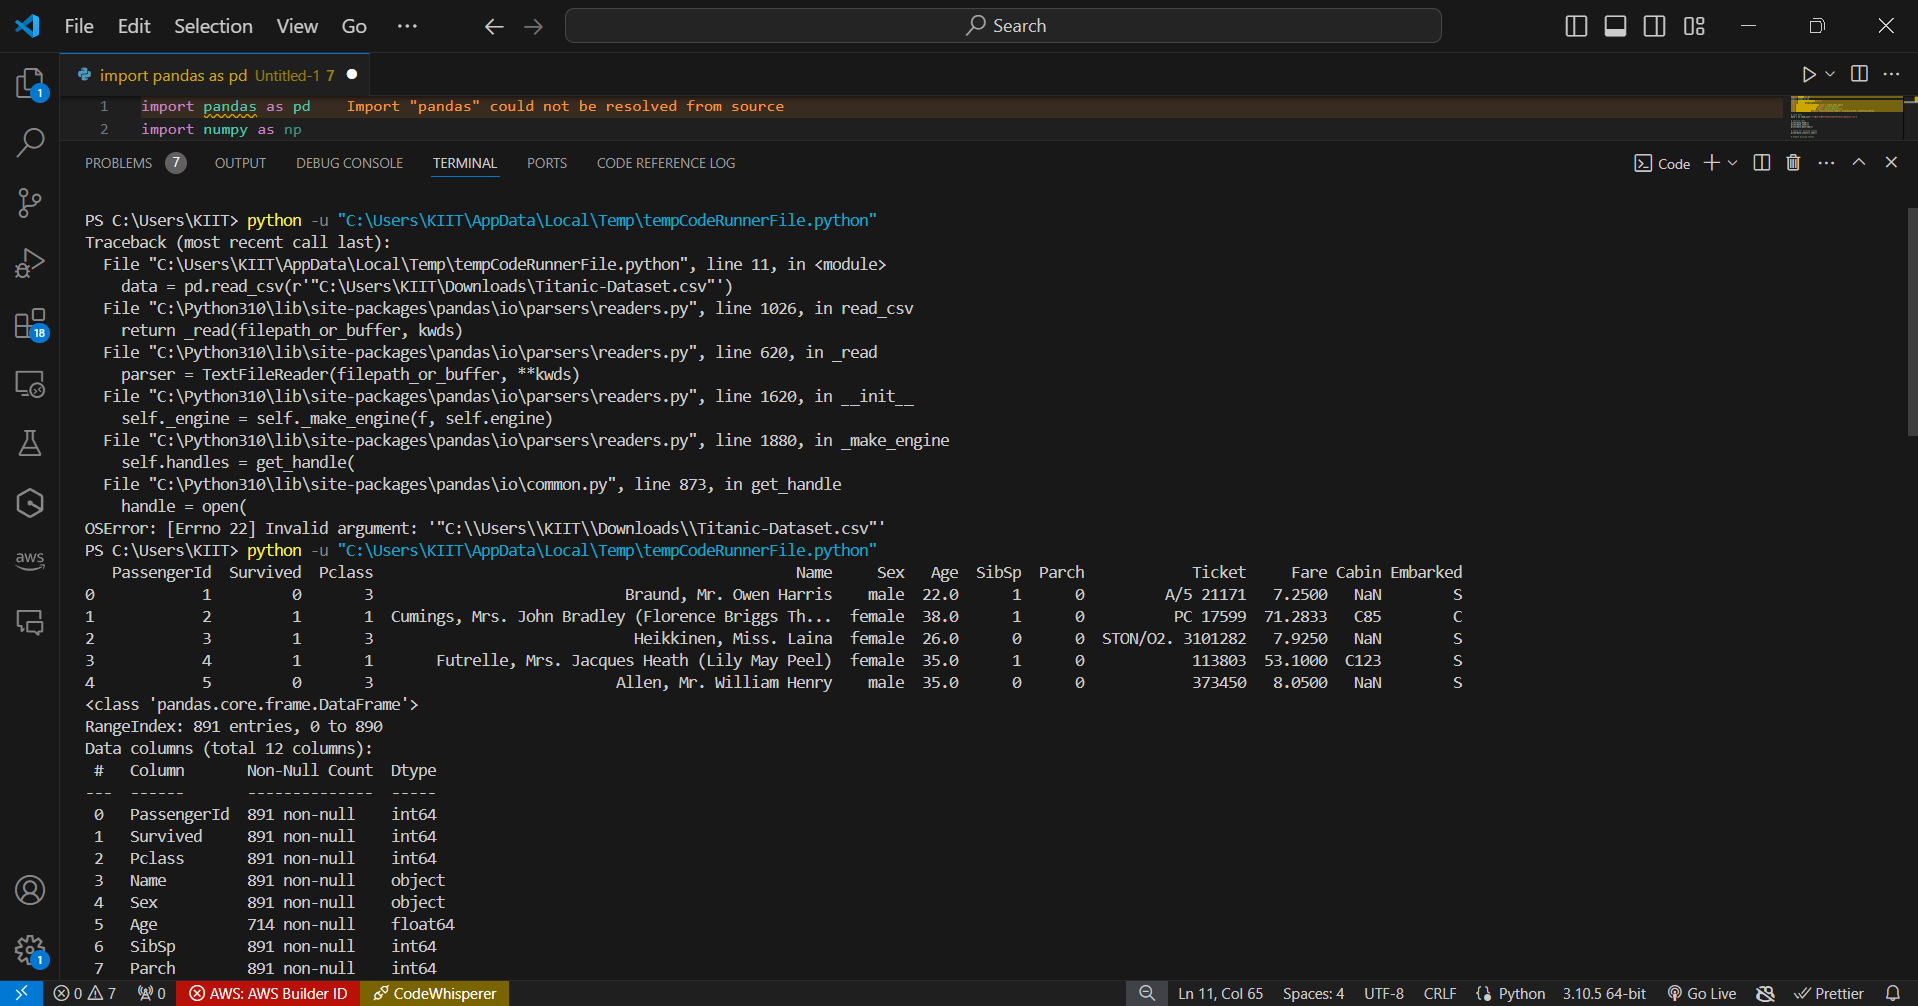 File Edit Selection View Go ··· Search
import pandas as pd Untitled-1 7
1 import pandas as pd Import "pandas" could not be resolved from source
2 import numpy as np
PROBLEMS 7 OUTPUT DEBUG CONSOLE TERMINAL PORTS CODE REFERENCE LOG Code
PS C:\Users\KIIT> python -u "C:\Users\KIIT\AppData\Local\Temp\tempCodeRunnerFile.python"
Traceback (most recent call last):
  File "C:\Users\KIIT\AppData\Local\Temp\tempCodeRunnerFile.python", line 11, in <module>
    data = pd.read_csv(r'"C:\Users\KIIT\Downloads\Titanic-Dataset.csv"')
  File "C:\Python310\lib\site-packages\pandas\io\parsers\readers.py", line 1026, in read_csv
    return _read(filepath_or_buffer, kwds)
  File "C:\Python310\lib\site-packages\pandas\io\parsers\readers.py", line 620, in _read
    parser = TextFileReader(filepath_or_buffer, **kwds)
  File "C:\Python310\lib\site-packages\pandas\io\parsers\readers.py", line 1620, in __init__
    self._engine = self._make_engine(f, self.engine)
  File "C:\Python310\lib\site-packages\pandas\io\parsers\readers.py", line 1880, in _make_engine
    self.handles = get_handle(
  File "C:\Python310\lib\site-packages\pandas\io\common.py", line 873, in get_handle
    handle = open(
OSError: [Errno 22] Invalid argument: '"C:\\Users\\KIIT\\Downloads\\Titanic-Dataset.csv"'
PS C:\Users\KIIT> python -u "C:\Users\KIIT\AppData\Local\Temp\tempCodeRunnerFile.python"
PassengerId Survived Pclass Name Sex Age SibSp Parch Ticket Fare Cabin Embarked
0 1 0 3 Braund, Mr. Owen Harris male 22.0 1 0 A/5 21171 7.2500 NaN S
1 2 1 1 Cumings, Mrs. John Bradley (Florence Briggs Th... female 38.0 1 0 PC 17599 71.2833 C85 C
2 3 1 3 Heikkinen, Miss. Laina female 26.0 0 0 STON/O2. 3101282 7.9250 NaN S
3 4 1 1 Futrelle, Mrs. Jacques Heath (Lily May Peel) female 35.0 1 0 113803 53.1000 C123 S
4 5 0 3 Allen, Mr. William Henry male 35.0 0 0 373450 8.0500 NaN S
<class 'pandas.core.frame.DataFrame'>
RangeIndex: 891 entries, 0 to 890
Data columns (total 12 columns):
# Column Non-Null Count Dtype
--- ------ -------------- -----
0 PassengerId 891 non-null int64
1 Survived 891 non-null int64
2 Pclass 891 non-null int64
3 Name 891 non-null object
4 Sex 891 non-null object
5 Age 714 non-null float64
6 SibSp 891 non-null int64
7 Parch 891 non-null int64
1
18
aws
1
0 7 0 AWS: AWS Builder ID CodeWhisperer Ln 11, Col 65 Spaces: 4 UTF-8 CRLF Python 3.10.5 64-bit Go Live Prettier